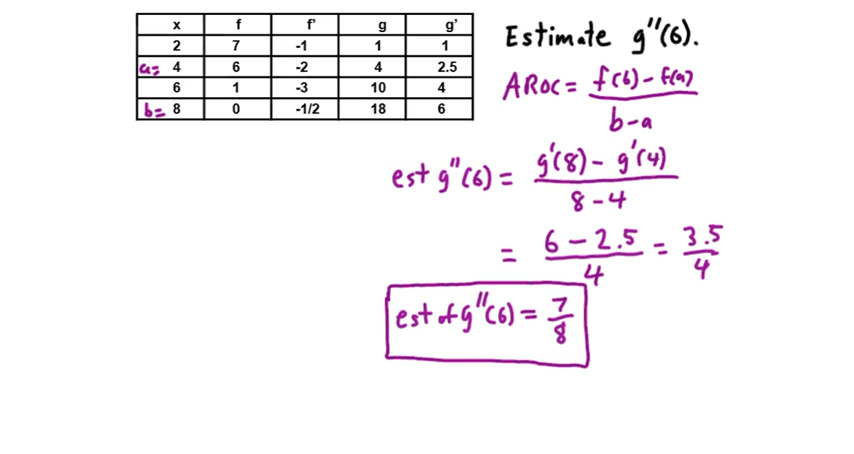 x f f' g g'
2 7 -1 1 1
a= 4 6 -2 4 2.5
6 1 -3 10 4
b= 8 0 -1/2 18 6
Estimate g''(6).
AROC = f(b) - f(a) / b-a
est g''(6) = g'(8) - g'(4) / 8-4
= 6-2.5 / 4 = 3.5 / 4
est of g''(6) = 7/8